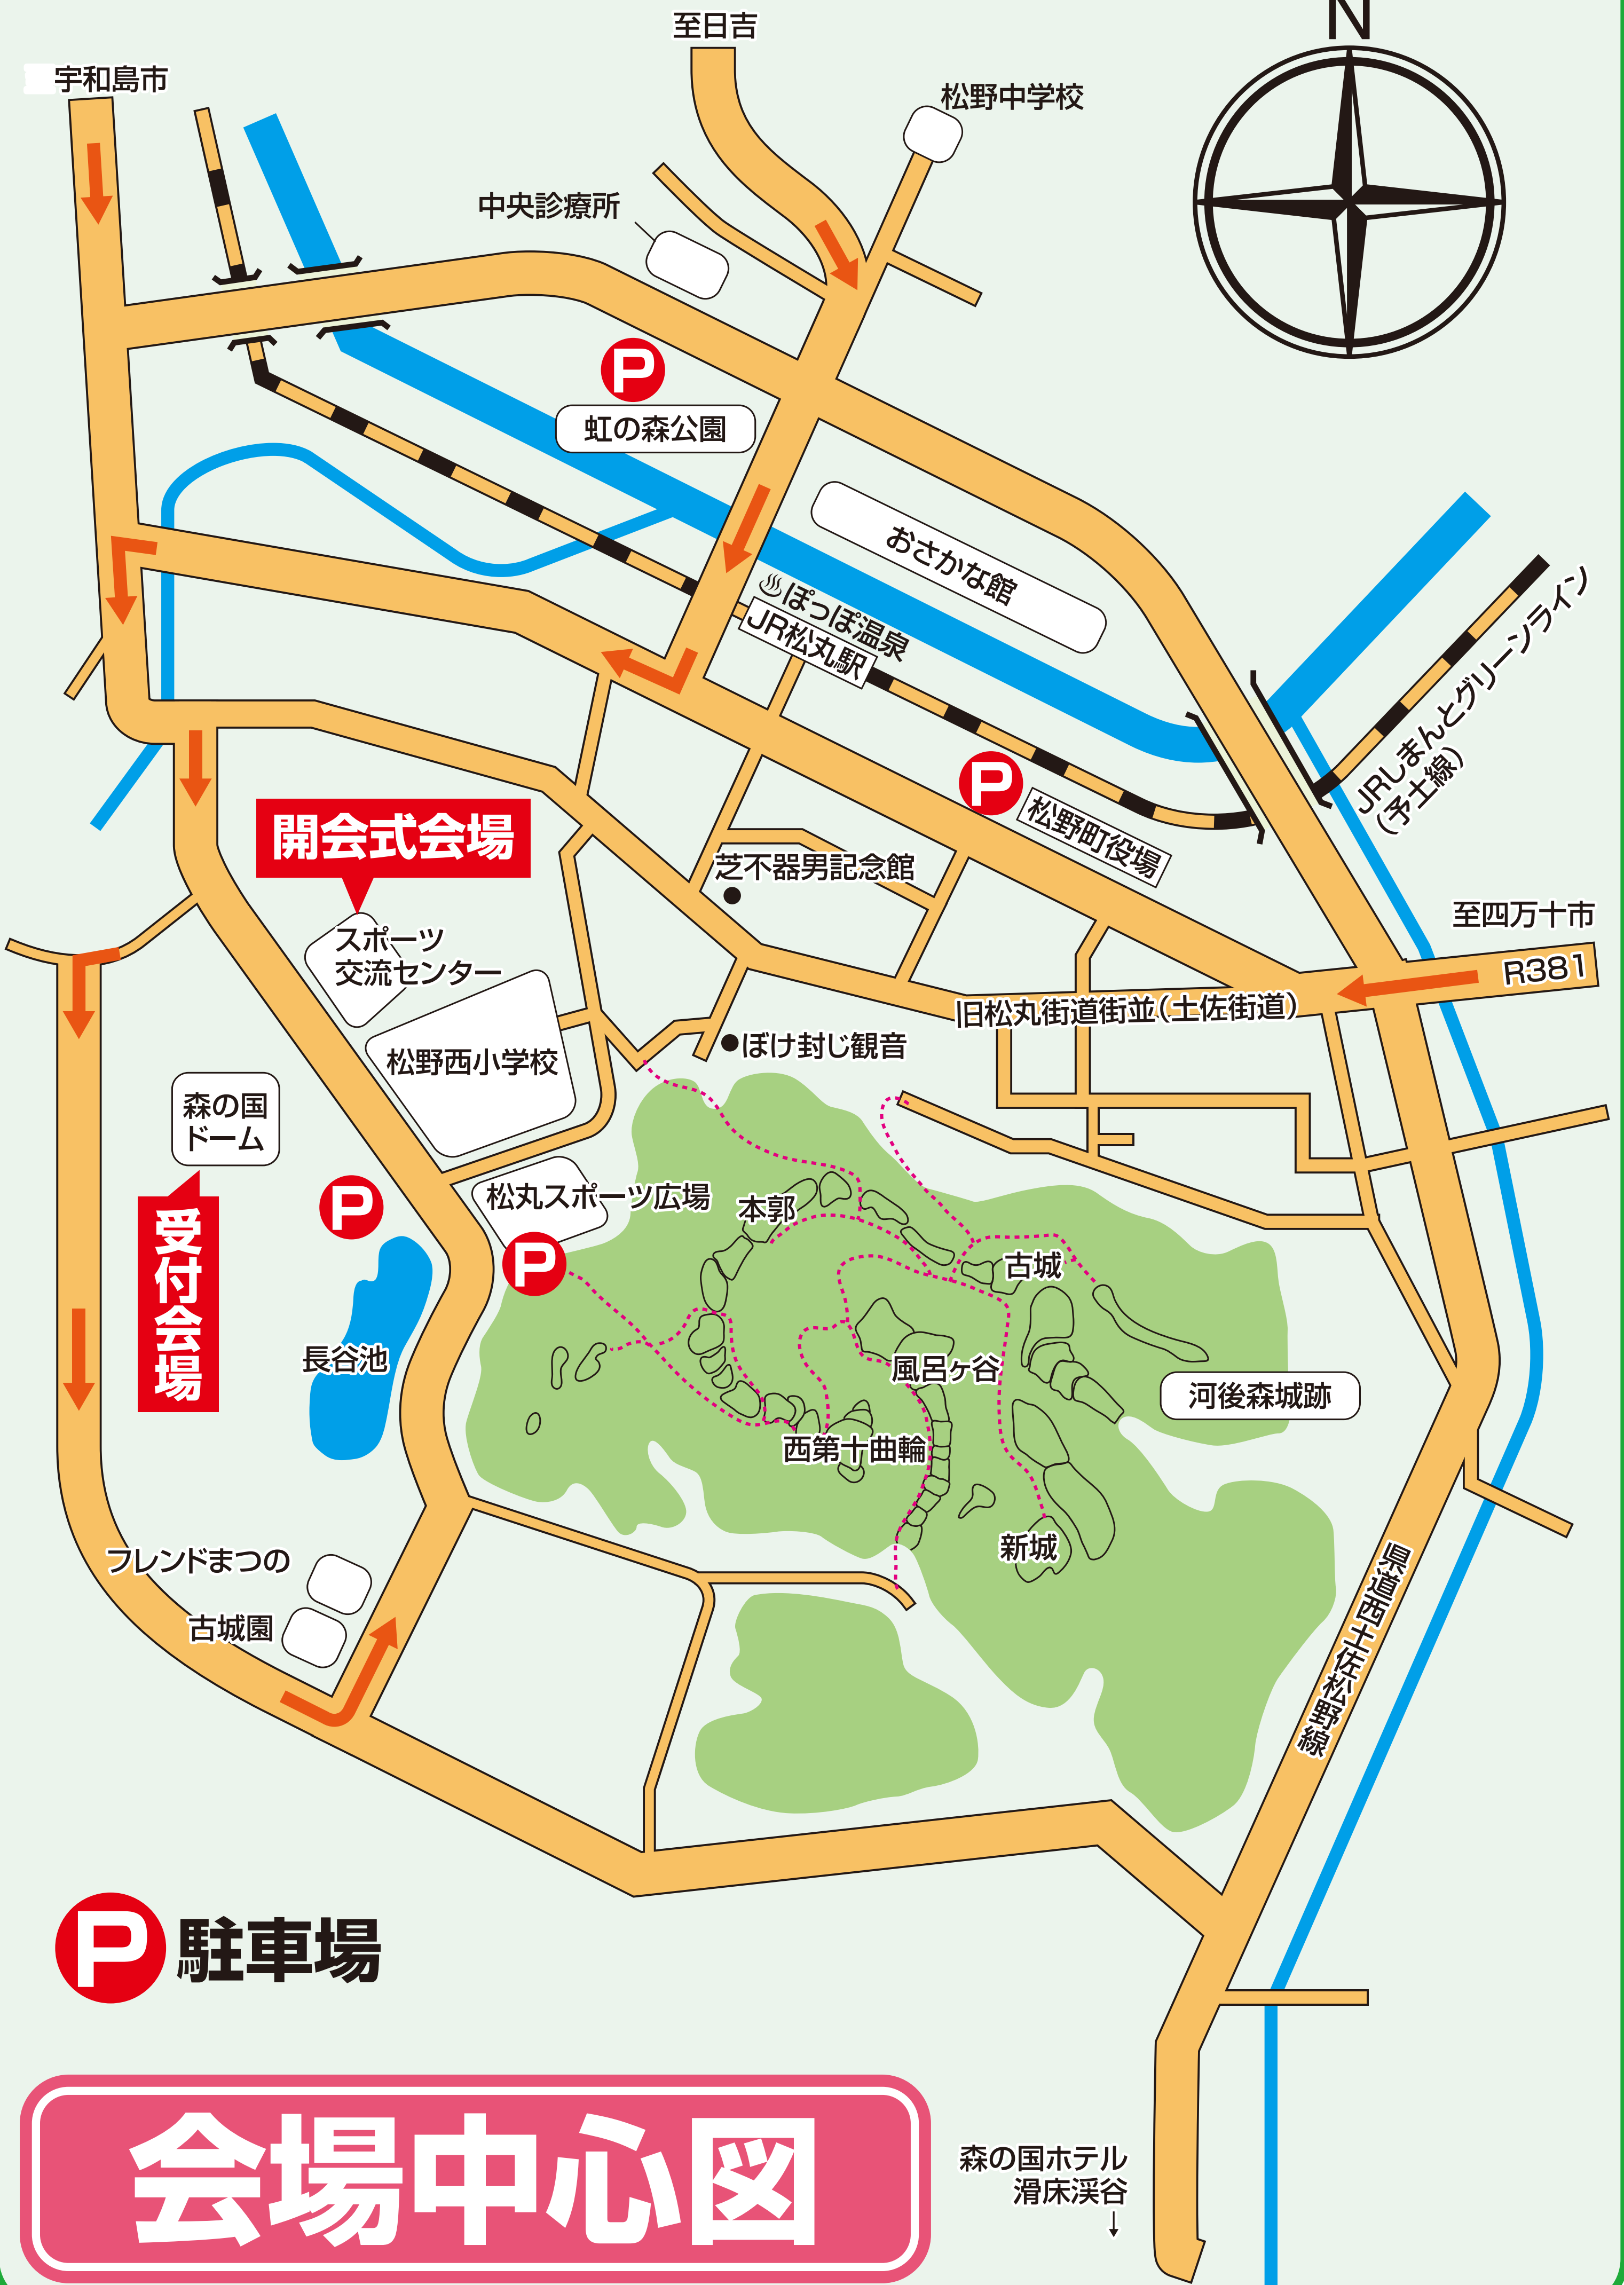 N
至日吉
宇和島市
松野中学校
中央診療所
P
虹の森公園
おさかな館
ぽっぽ温泉
JR松丸駅
JRしまんとグリーンライン
(予土線)
P
松野町役場
開会式会場
芝不器男記念館
至四万十市
R381
スポーツ
交流センター
旧松丸街道街並(土佐街道)
ぼけ封じ観音
松野西小学校
森の国
ドーム
P
松丸スポーツ広場
P
本郭
受付会場
古城
長谷池
風呂ヶ谷
河後森城跡
西第十曲輪
新城
フレンドまつの
古城園
県道西土佐松野線
P 駐車場
会場中心図
森の国ホテル
滑床渓谷
↓